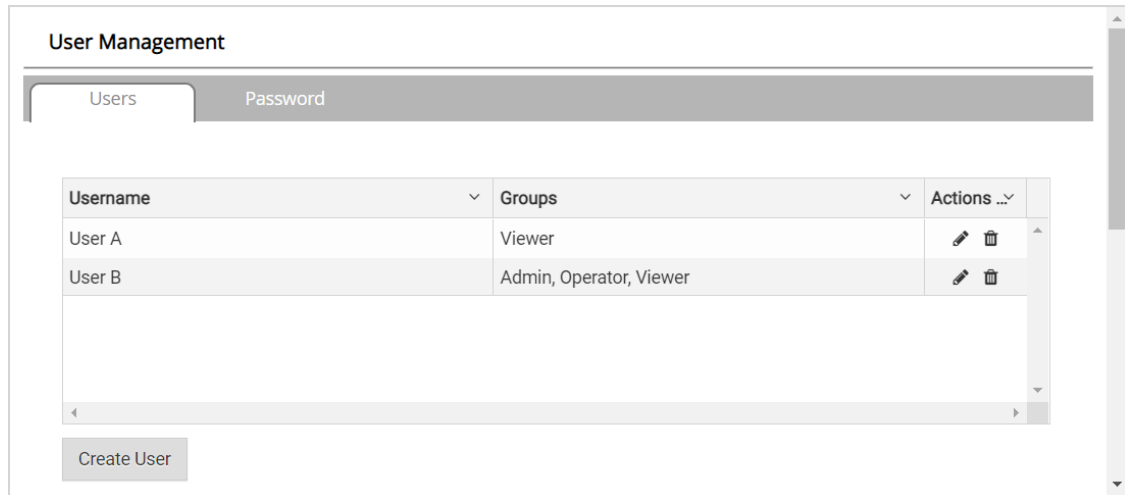 User Management
Users Password
Username Groups Actions ...
User A Viewer
User B Admin, Operator, Viewer
Create User